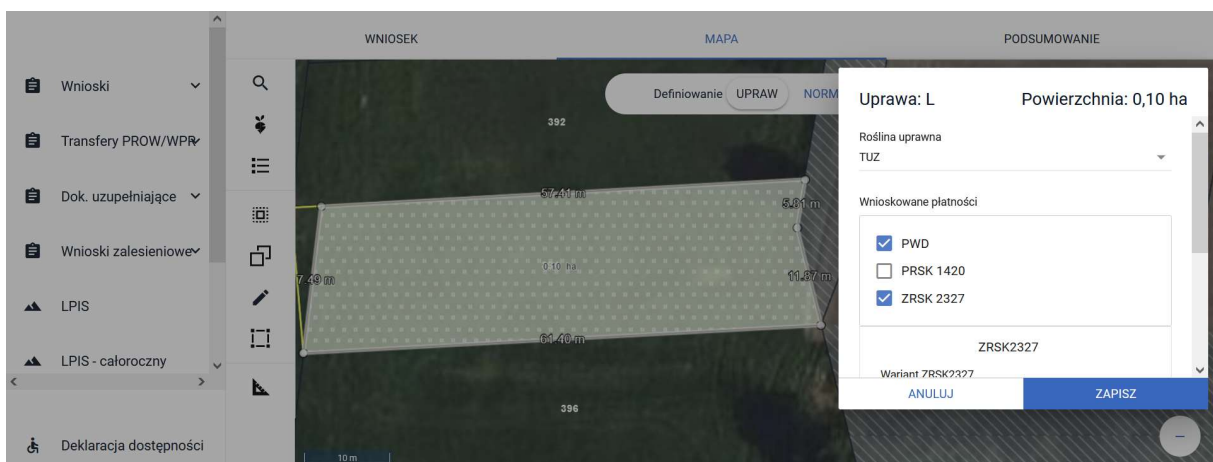 WNIOSEK
MAPA
PODSUMOWANIE
Wnioski
Transfery PROW/WPR
Dok. uzupełniające
Wnioski zalesieniowe
LPIS
LPIS - całoroczny
Deklaracja dostępności
Definiowanie UPRAW NORM
392
57.41 m
5.81 m
7.49 m
0.10 ha
11.87 m
61.40 m
396
10 m
Uprawa: L
Powierzchnia: 0,10 ha
Roślina uprawna
TUZ
Wnioskowane płatności
PWD
PRSK 1420
ZRSK 2327
ZRSK2327
Wariant ZRSK2327
ANULUJ
ZAPISZ